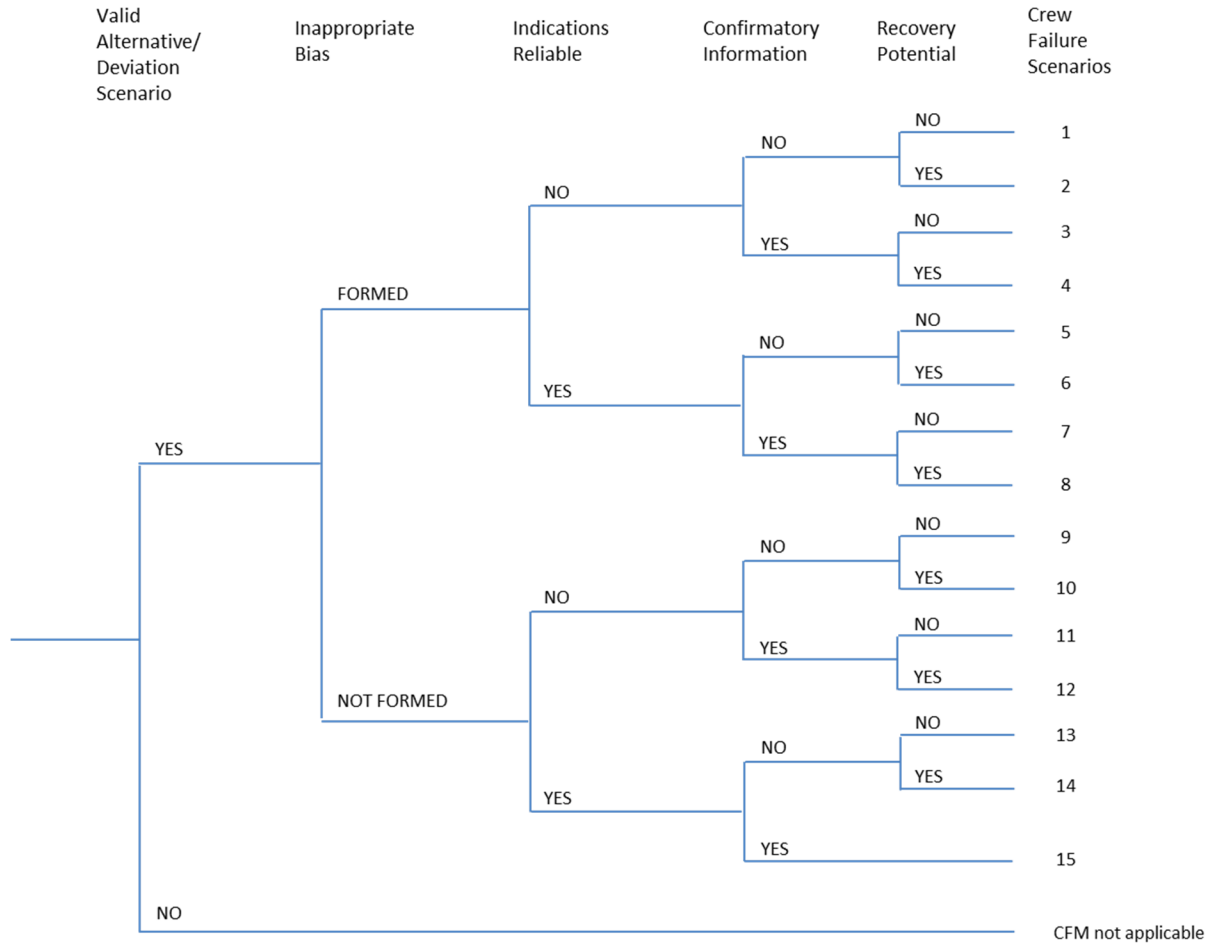 Valid
Alternative/
Deviation
Scenario
Inappropriate
Bias
Indications
Reliable
Confirmatory
Information
Recovery
Potential
Crew
Failure
Scenarios
NO
1
NO
YES
2
NO
NO
3
YES
YES
4
FORMED
NO
5
NO
YES
6
YES
NO
7
YES
YES
8
YES
NO
9
NO
YES
10
NO
NO
11
YES
YES
12
NOT FORMED
NO
13
NO
YES
14
YES
YES
15
NO
CFM not applicable